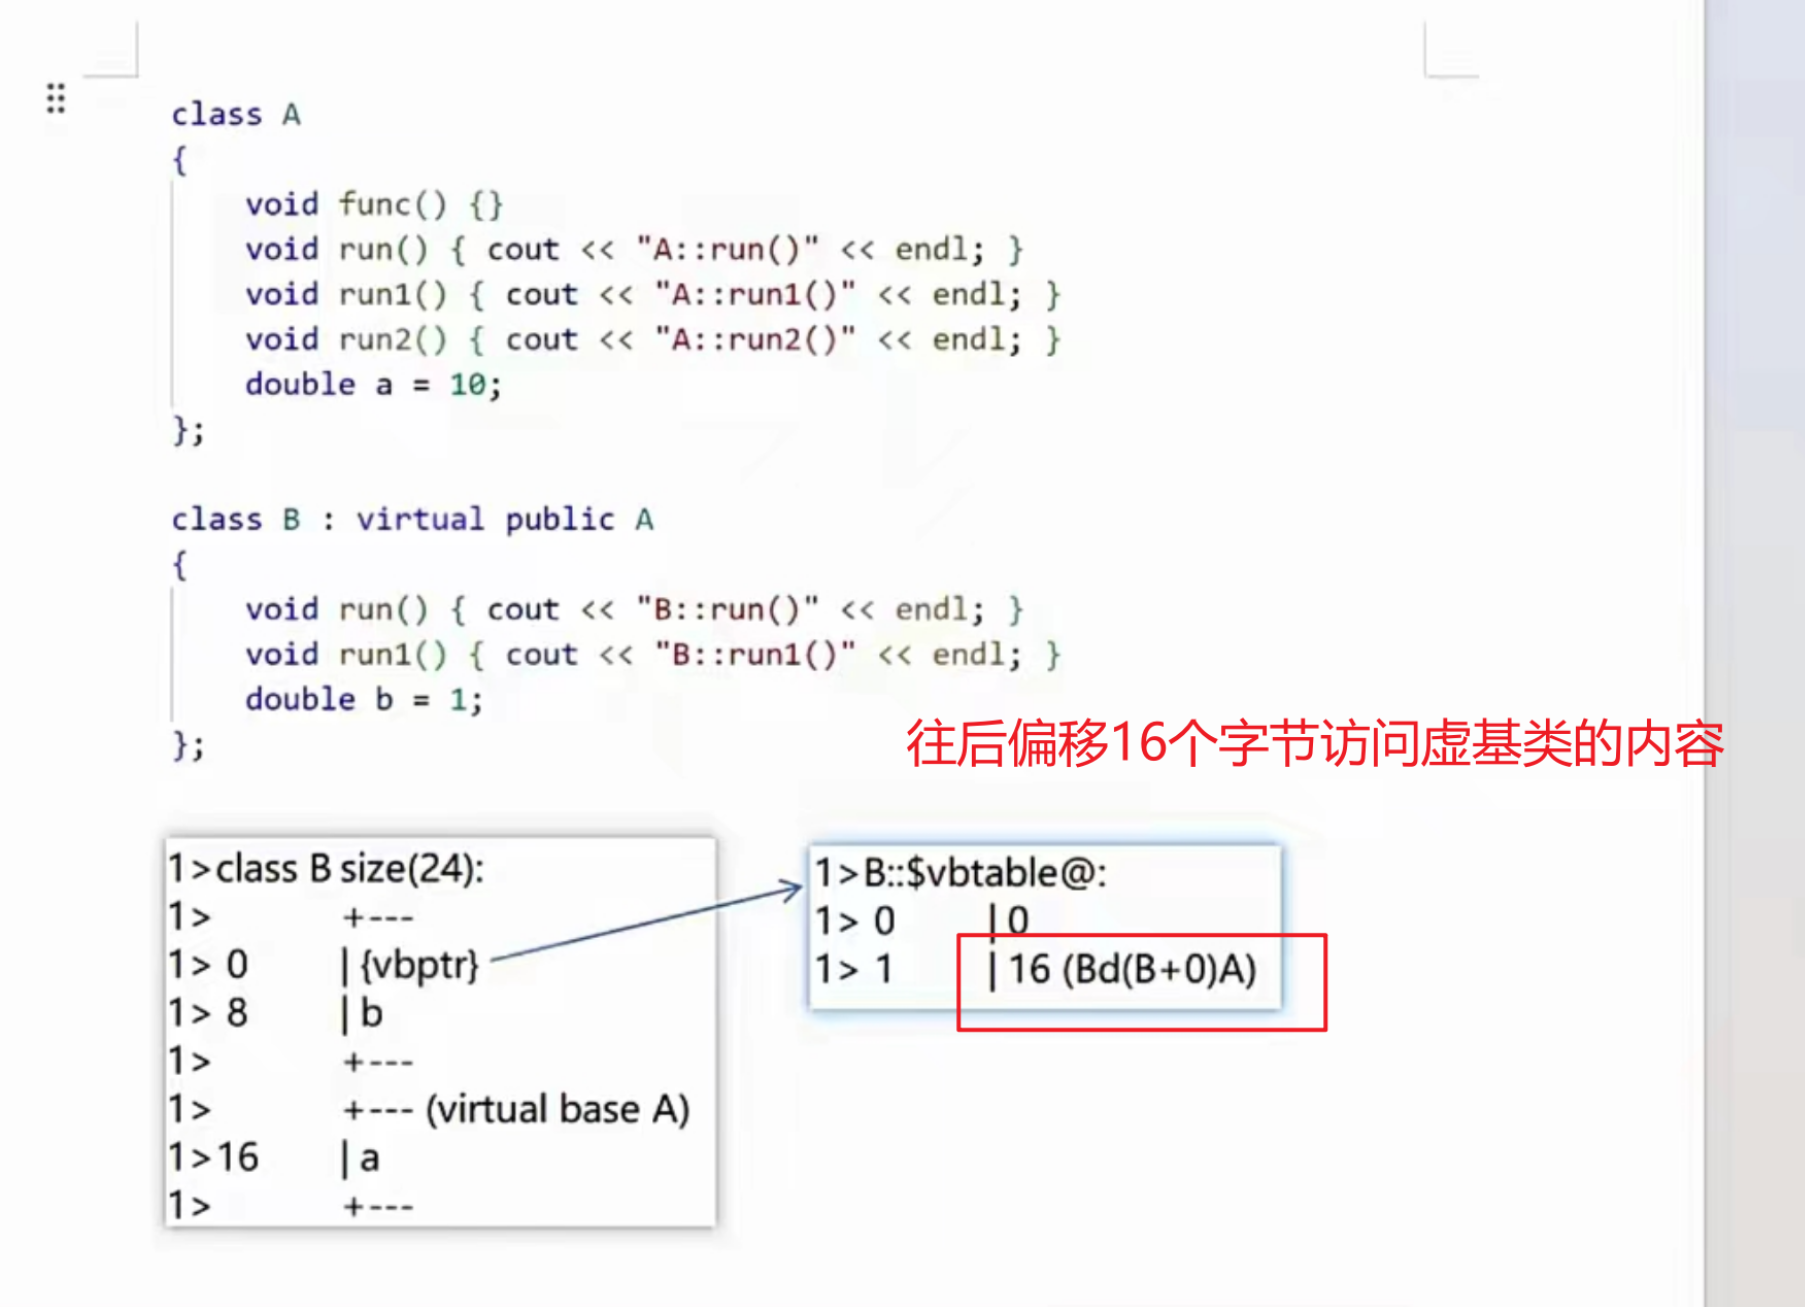 class A
{
void func() {}
void run() { cout << "A::run()" << endl; }
void run1() { cout << "A::run1()" << endl; }
void run2() { cout << "A::run2()" << endl; }
double a = 10;
};
class B : virtual public A
{
void run() { cout << "B::run()" << endl; }
void run1() { cout << "B::run1()" << endl; }
double b = 1;
};
往后偏移16个字节访问虚基类的内容
1>class B size(24):
1> +---
1> 0 | {vbptr}
1> 8 | b
1> +---
1> +--- (virtual base A)
1>16 | a
1> +---
1>B::$vbtable@:
1> 0 | 0
1> 1 | 16 (Bd(B+0)A)